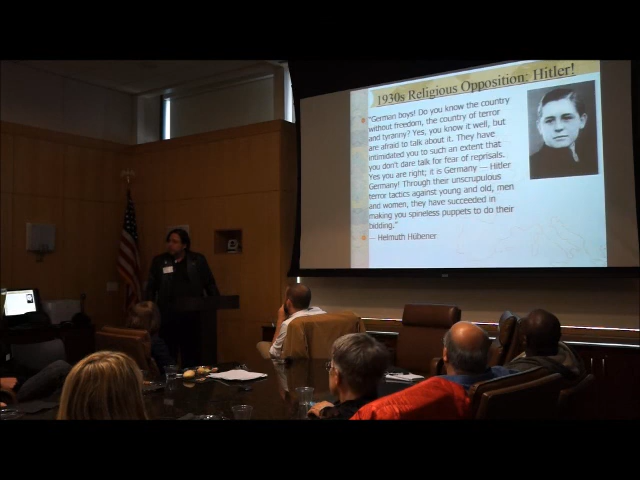 1930s Religious Opposition: Hitler!
"German boys! Do you know the country
without freedom, the country of terror
and tyranny? Yes, you know it well, but
are afraid to talk about it. They have
intimidated you to such an extent that
you don't dare talk for fear of reprisals.
Yes you are right; it is Germany — Hitler
Germany! Through their unscrupulous
terror tactics against young and old, men
and women, they have succeeded in
making you spineless puppets to do their
bidding."
— Helmuth Hübener